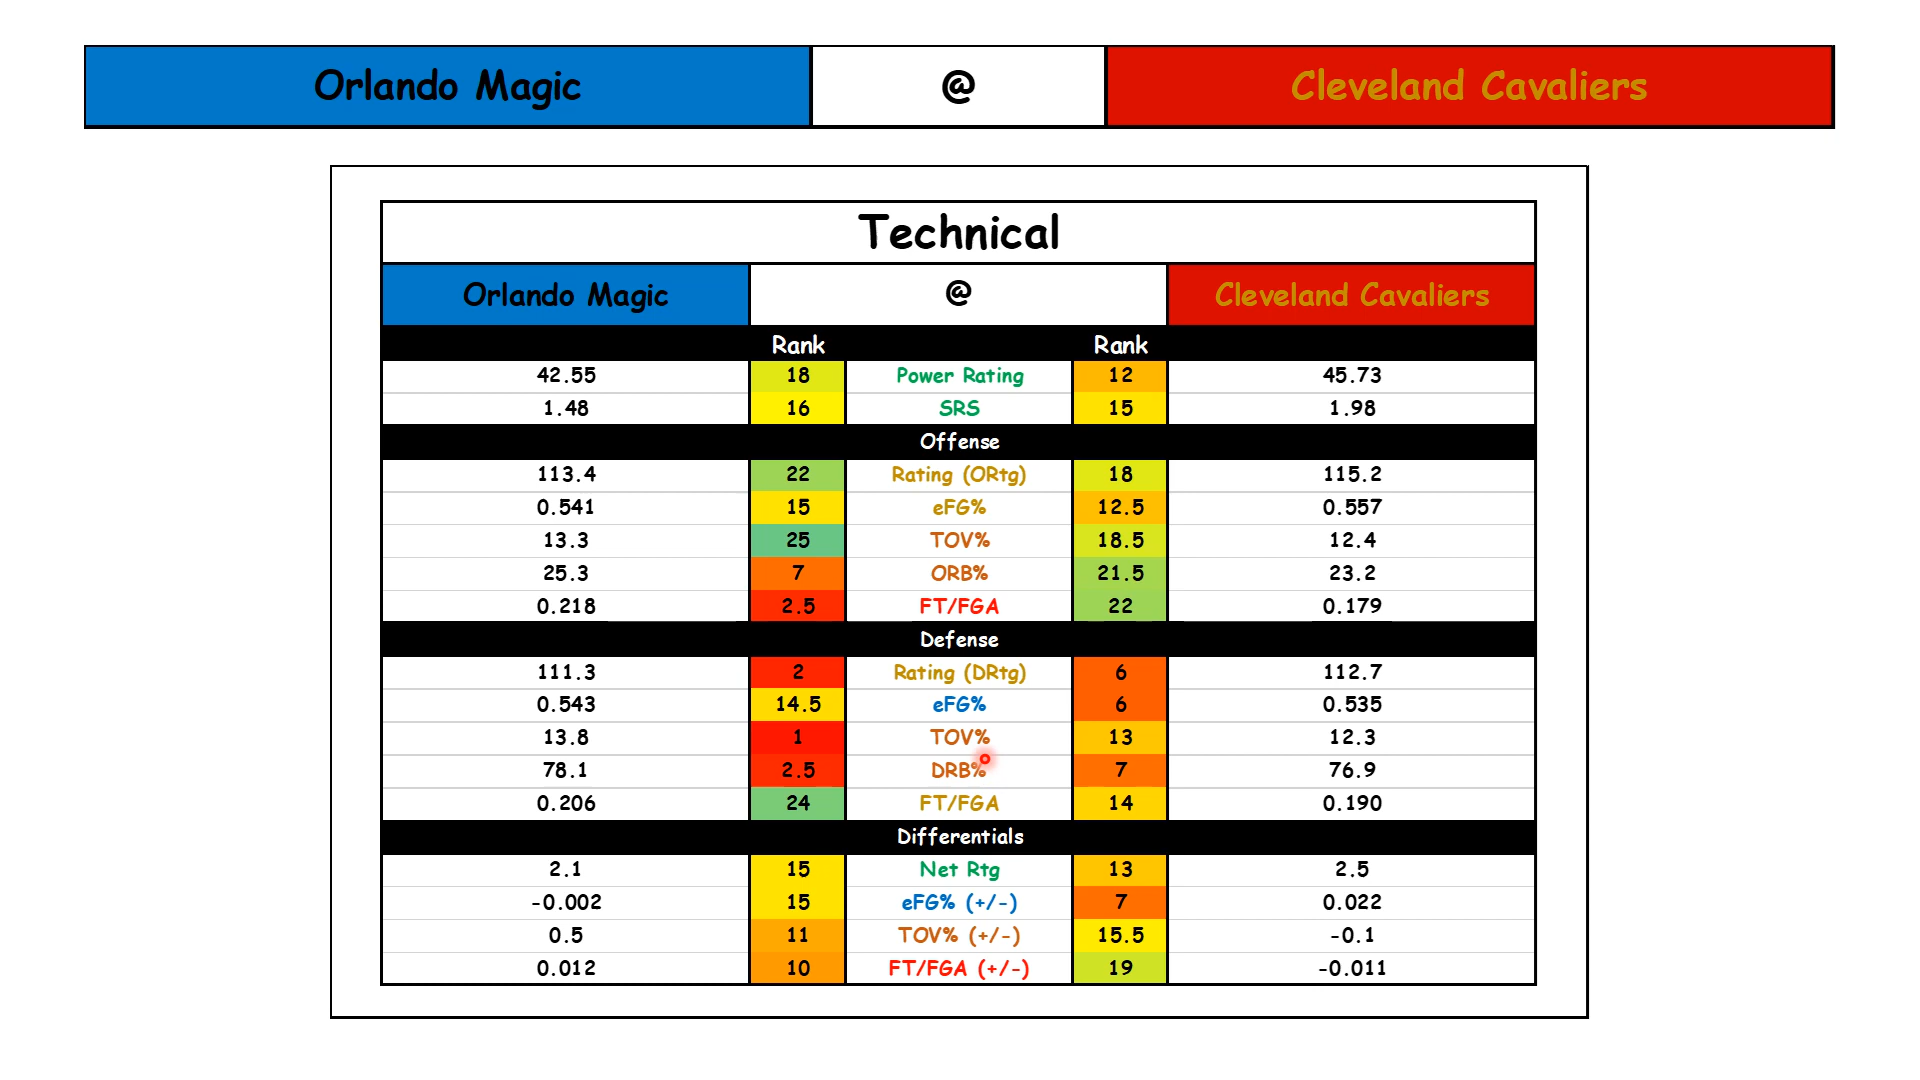 Orlando Magic @ Cleveland Cavaliers
Technical
Orlando Magic @ Cleveland Cavaliers
Rank Rank
42.55 18 Power Rating 12 45.73
1.48 16 SRS 15 1.98
Offense
113.4 22 Rating (ORtg) 18 115.2
0.541 15 eFG% 12.5 0.557
13.3 25 TOV% 18.5 12.4
25.3 7 ORB% 21.5 23.2
0.218 2.5 FT/FGA 22 0.179
Defense
111.3 2 Rating (DRtg) 6 112.7
0.543 14.5 eFG% 6 0.535
13.8 1 TOV% 13 12.3
78.1 2.5 DRB% 7 76.9
0.206 24 FT/FGA 14 0.190
Differentials
2.1 15 Net Rtg 13 2.5
-0.002 15 eFG% (+/-) 7 0.022
0.5 11 TOV% (+/-) 15.5 -0.1
0.012 10 FT/FGA (+/-) 19 -0.011